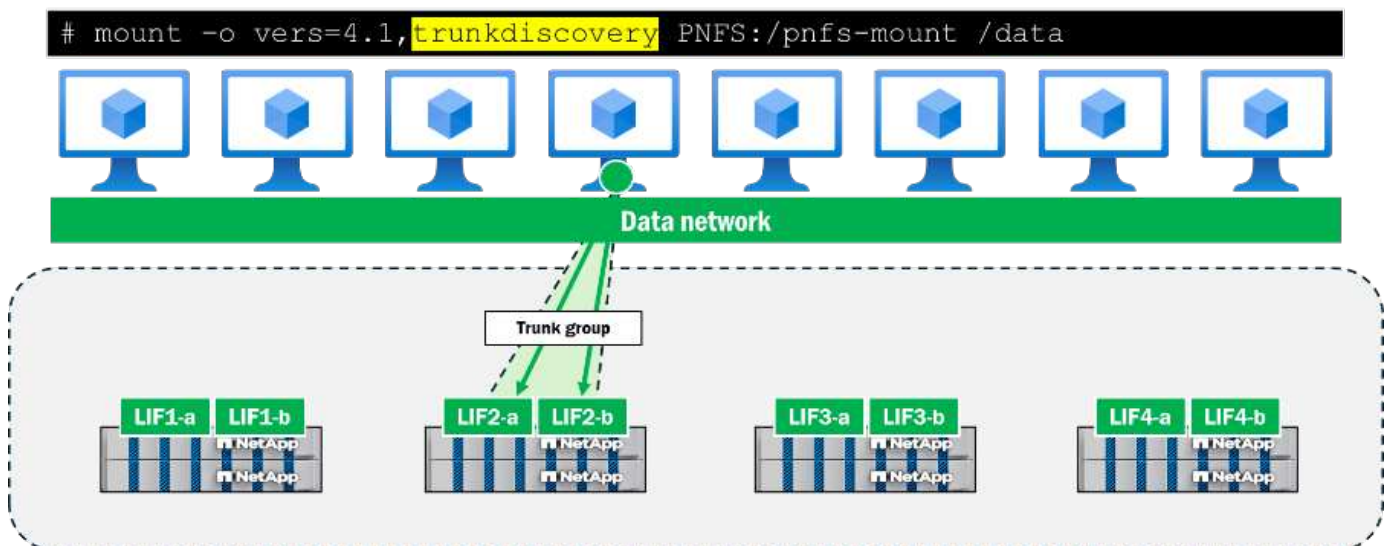 # mount -o vers=4.1,trunkdiscovery PNFS:/pnfs-mount /data
Data network
Trunk group
LIF1-a LIF1-b LIF2-a LIF2-b LIF3-a LIF3-b LIF4-a LIF4-b
NetApp NetApp NetApp NetApp
NetApp NetApp NetApp NetApp